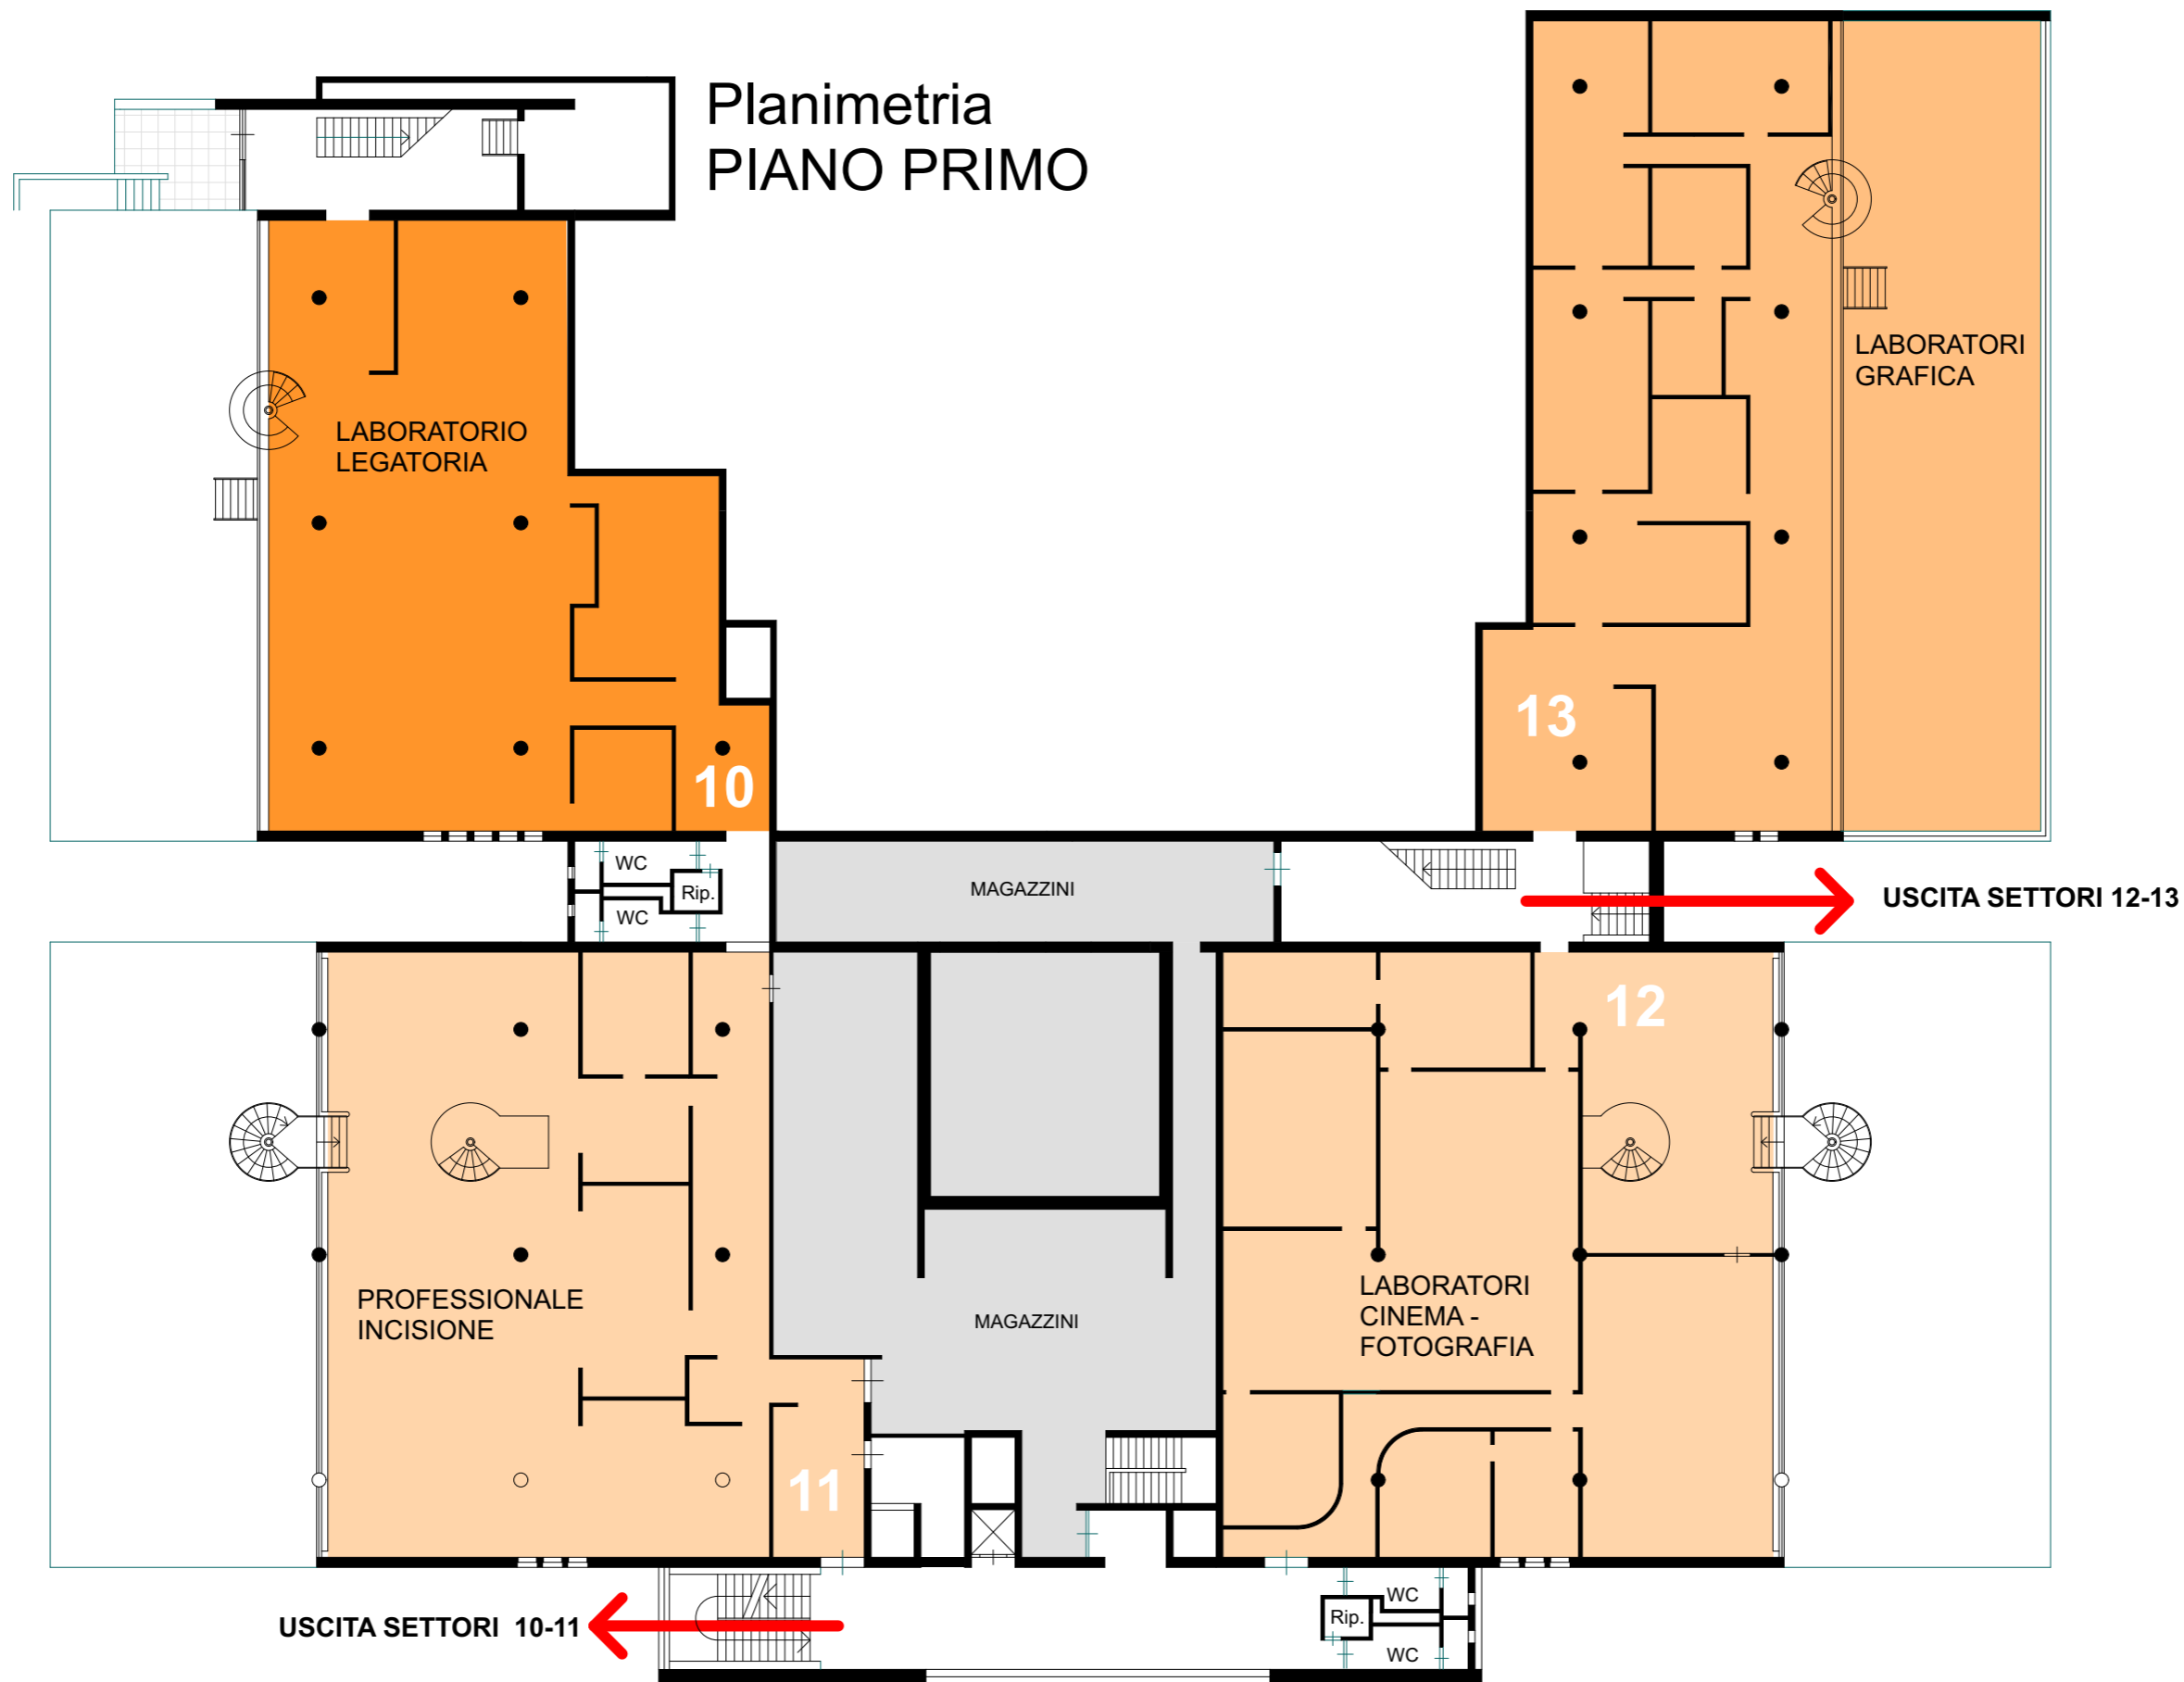 Planimetria
PIANO PRIMO
LABORATORI
GRAFICA
LABORATORIO
LEGATORIA
13
10
WC
Rip.
WC
MAGAZZINI
USCITA SETTORI 12-13
12
PROFESSIONALE
INCISIONE
MAGAZZINI
LABORATORI
CINEMA -
FOTOGRAFIA
11
USCITA SETTORI 10-11
WC
Rip.
WC